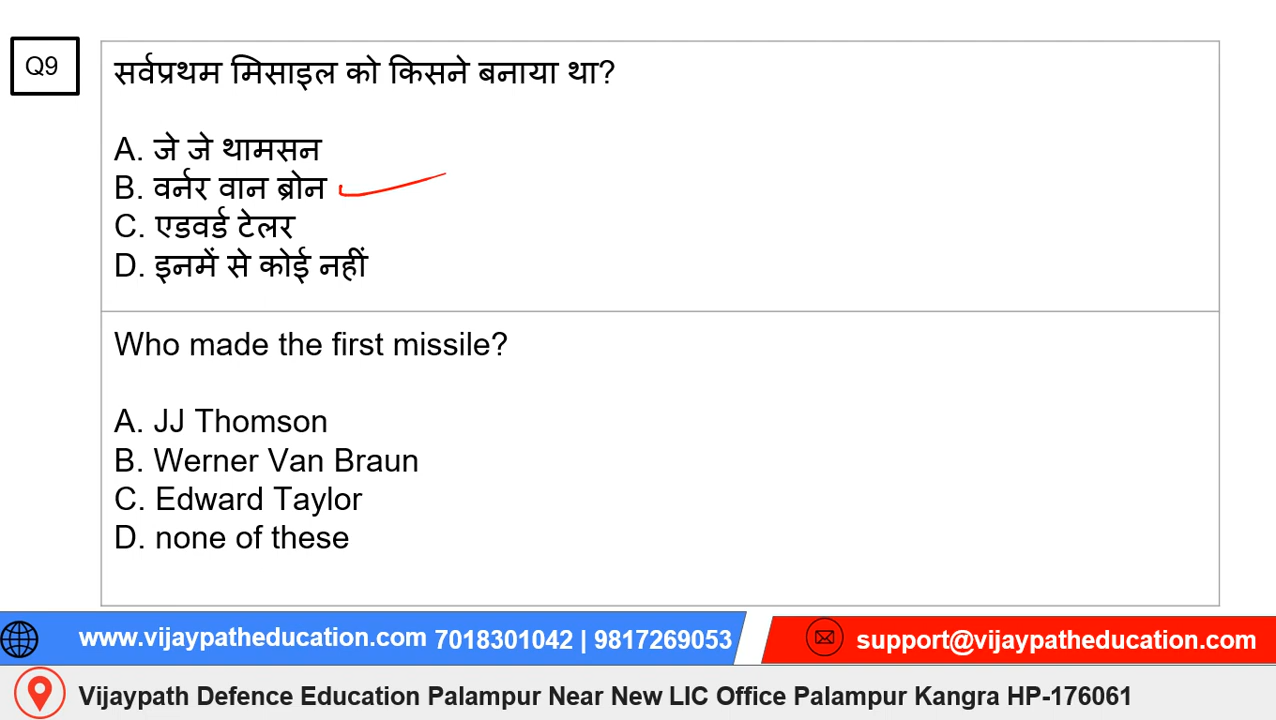 Q9
सर्वप्रथम मिसाइल को किसने बनाया था?
A. जे जे थामसन
B. वर्नर वान ब्रोन
C. एडवर्ड टेलर
D. इनमें से कोई नहीं
Who made the first missile?
A. JJ Thomson
B. Werner Van Braun
C. Edward Taylor
D. none of these
www.vijaypatheducation.com 7018301042 | 9817269053
support@vijaypatheducation.com
Vijaypath Defence Education Palampur Near New LIC Office Palampur Kangra HP-176061